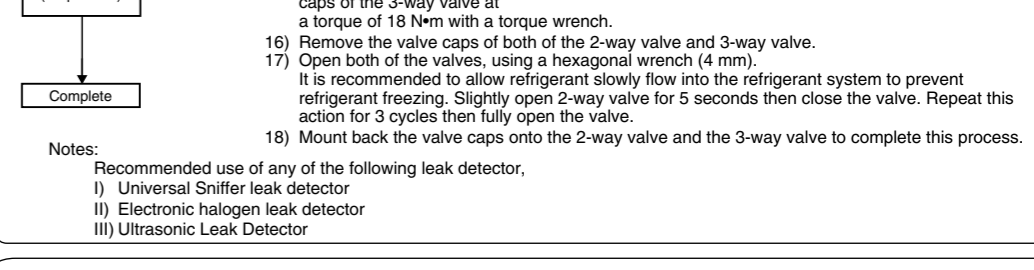 caps of the 3-way valve at
a torque of 18 N•m with a torque wrench.
16) Remove the valve caps of both of the 2-way valve and 3-way valve.
17) Open both of the valves, using a hexagonal wrench (4 mm).
It is recommended to allow refrigerant slowly flow into the refrigerant system to prevent
refrigerant freezing. Slightly open 2-way valve for 5 seconds then close the valve. Repeat this
action for 3 cycles then fully open the valve.
Complete
18) Mount back the valve caps onto the 2-way valve and the 3-way valve to complete this process.
Notes:
Recommended use of any of the following leak detector,
I) Universal Sniffer leak detector
II) Electronic halogen leak detector
III) Ultrasonic Leak Detector